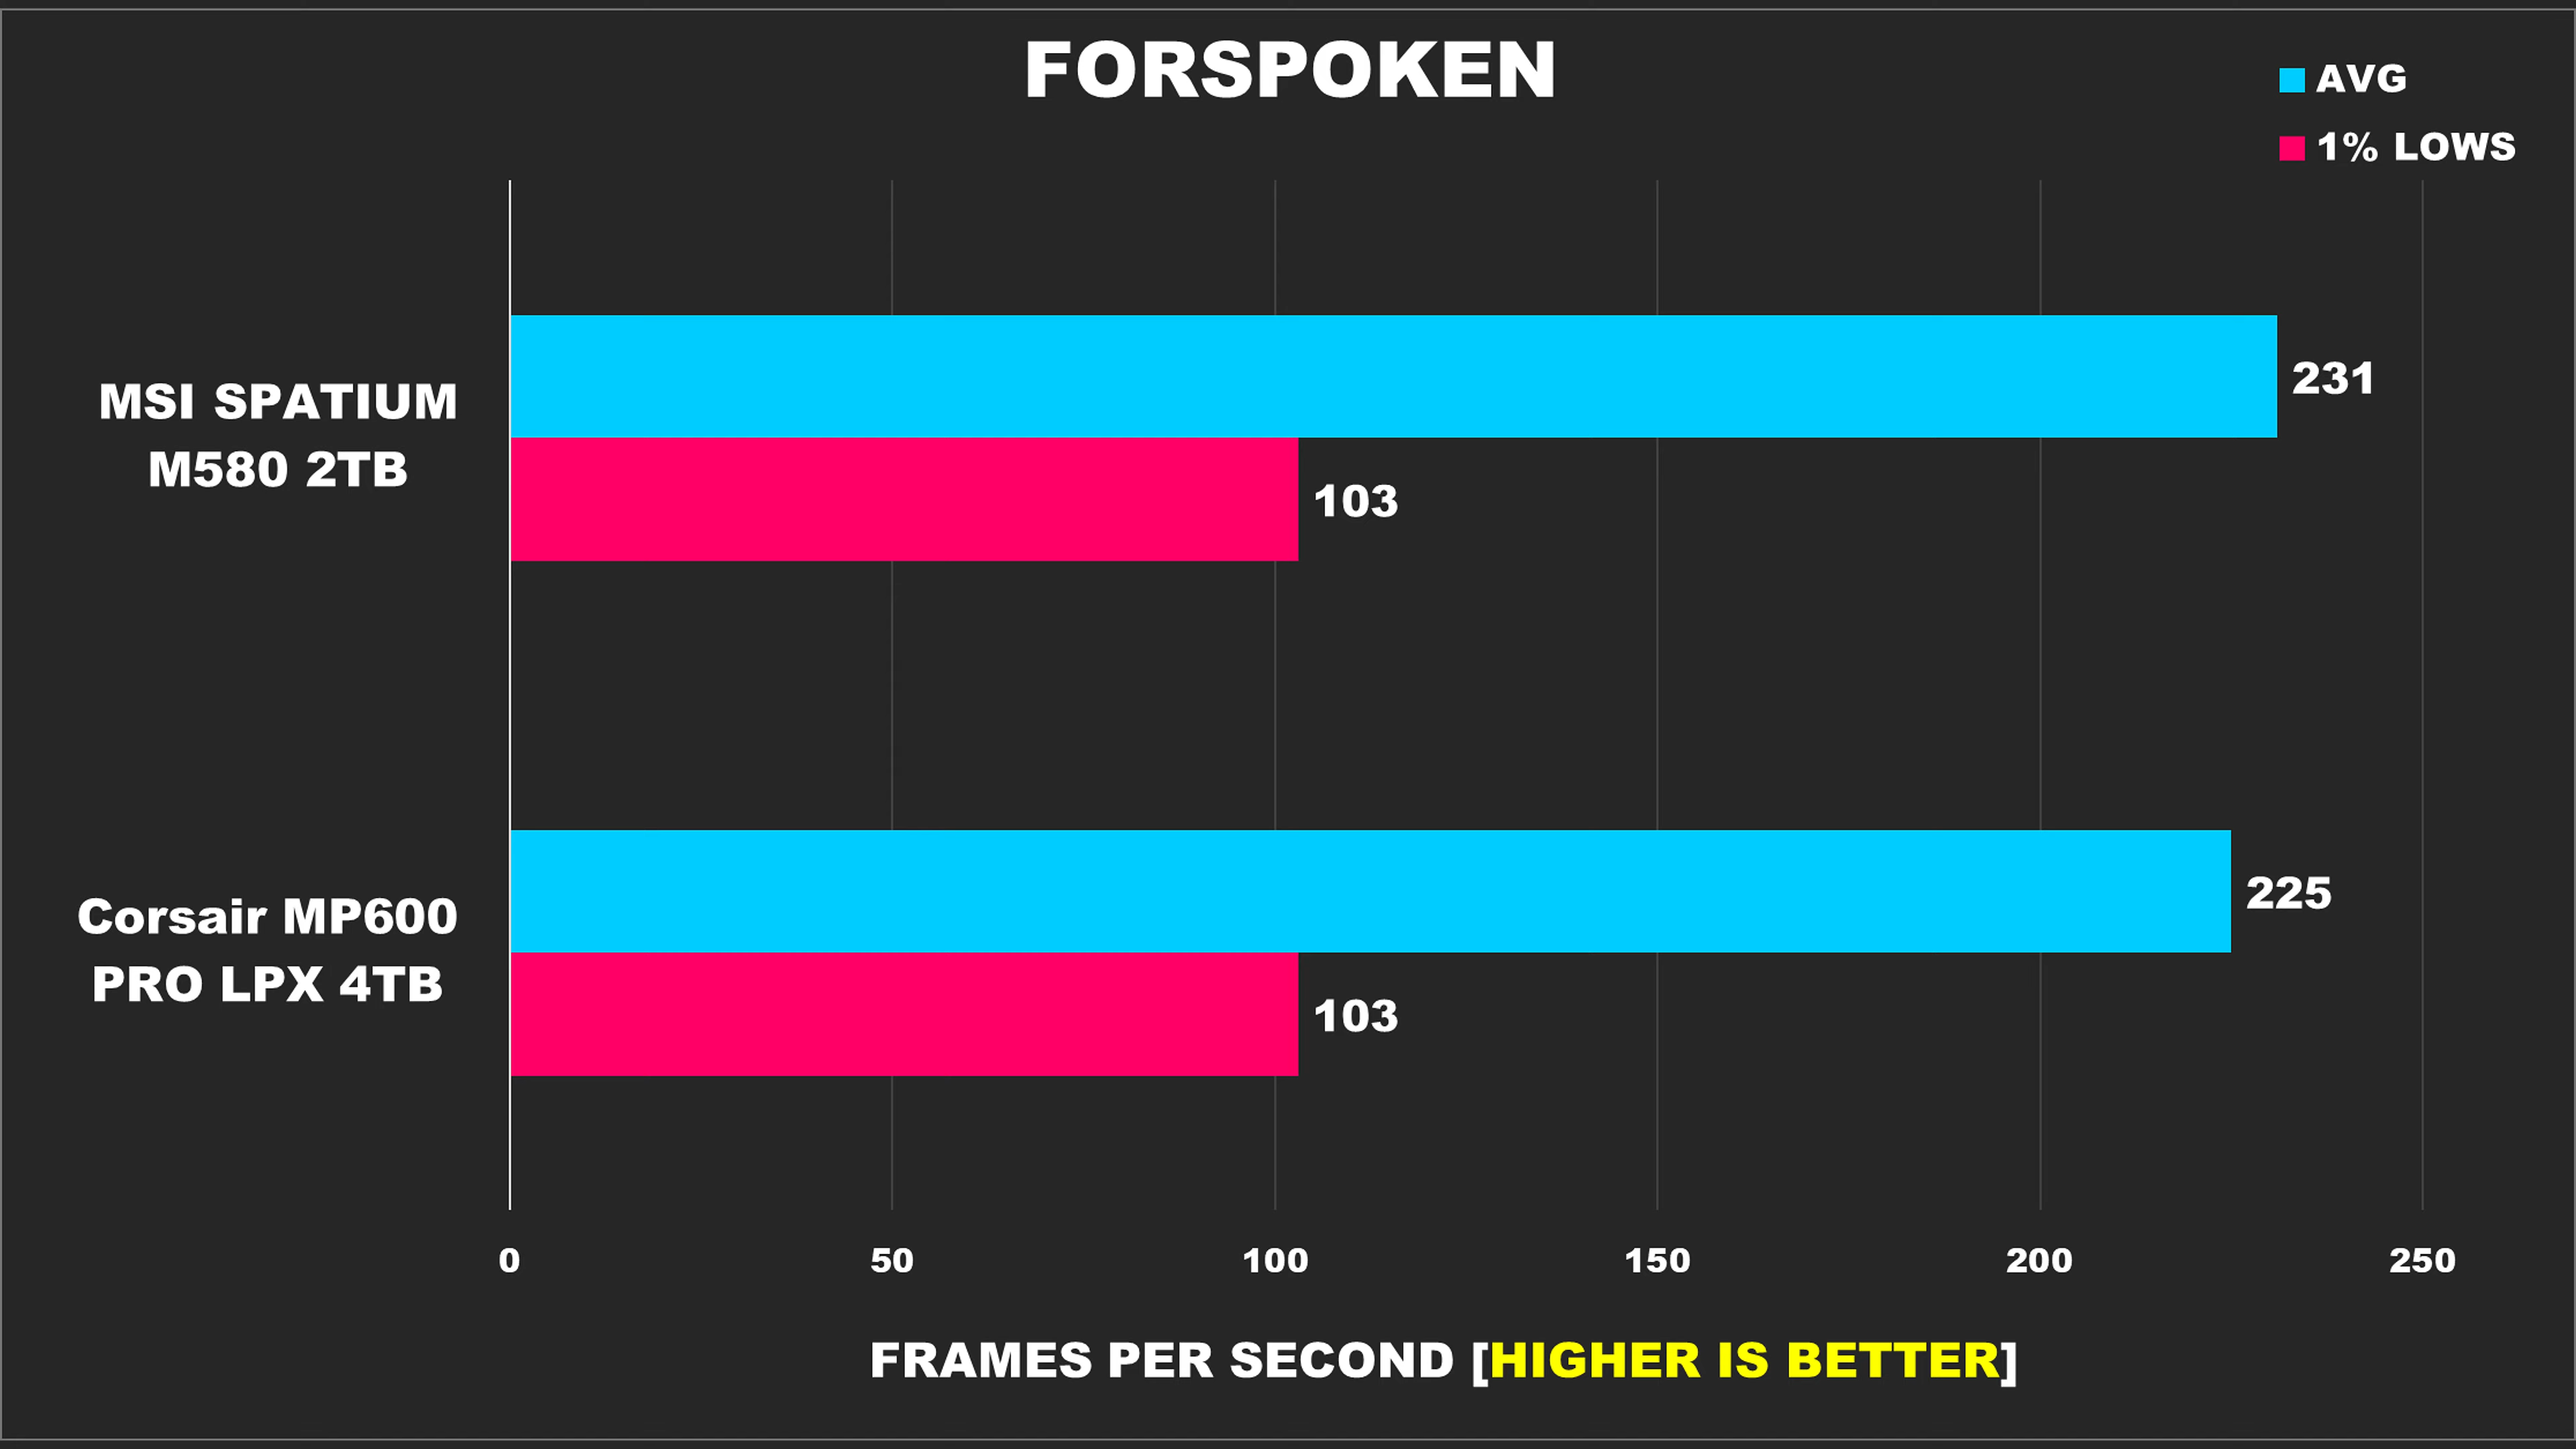 FORSPOKEN
AVG
1% LOWS
MSI SPATIUM
M580 2TB
231
103
Corsair MP600
PRO LPX 4TB
225
103
0 50 100 150 200 250
FRAMES PER SECOND [HIGHER IS BETTER]